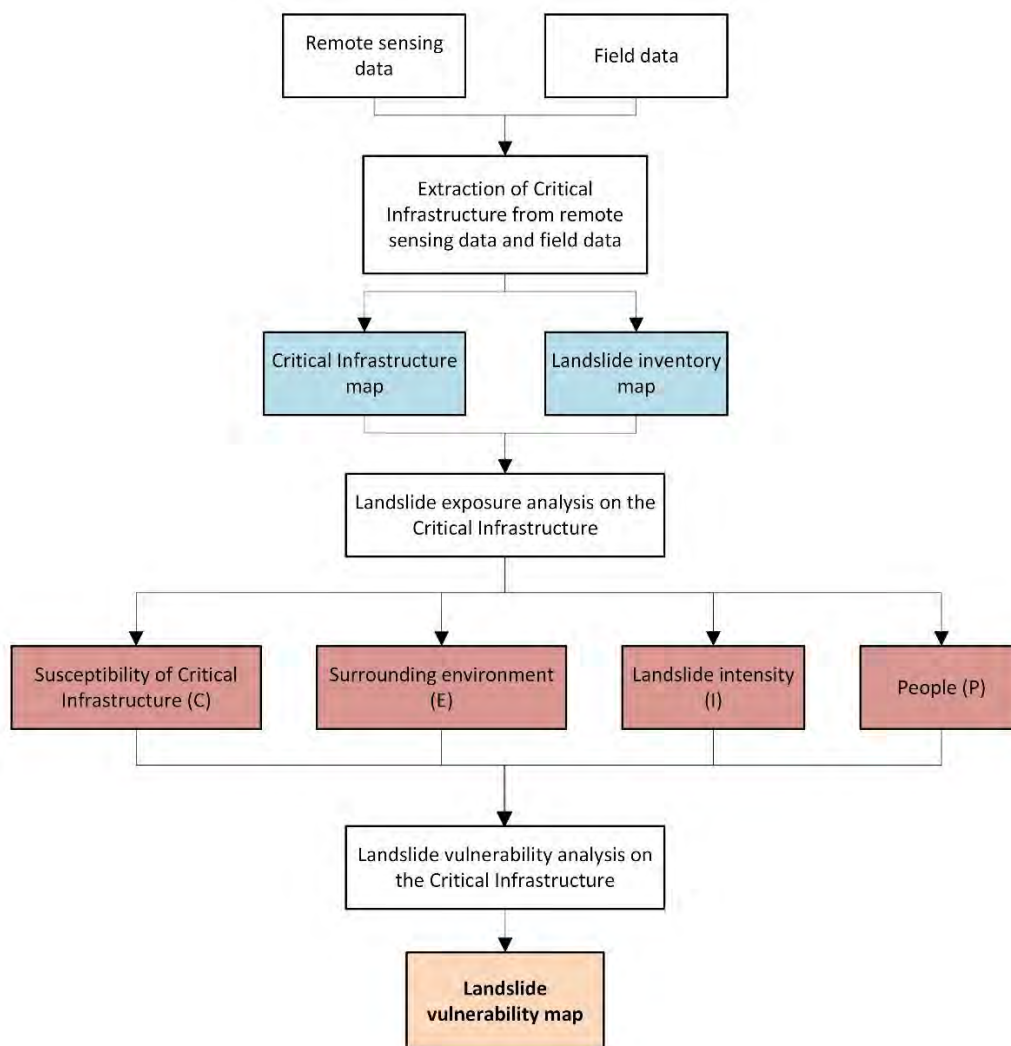 Remote sensing
data
Field data
Extraction of Critical
Infrastructure from remote
sensing data and field data
Critical Infrastructure
map
Landslide inventory
map
Landslide exposure analysis on the
Critical Infrastructure
Susceptibility of Critical
Infrastructure (C)
Surrounding environment
(E)
Landslide intensity
(I)
People (P)
Landslide vulnerability analysis on
the Critical Infrastructure
Landslide
vulnerability map